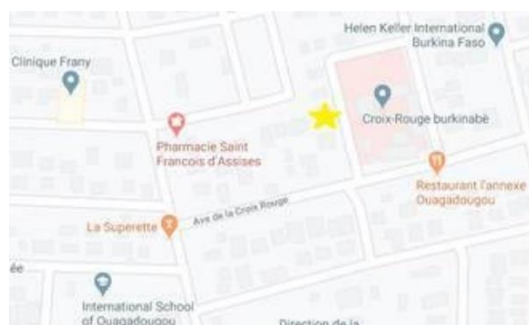 Helen Keller International
Burkina Faso
Clinique Frany
Croix-Rouge burkinabè
Pharmacie Saint
Francois d'Assises
Restaurant l'annexe
Ouagadougou
Ave de la Croix Rouge
La Superette
ée
International School
of Ouagadougou
Direction de la